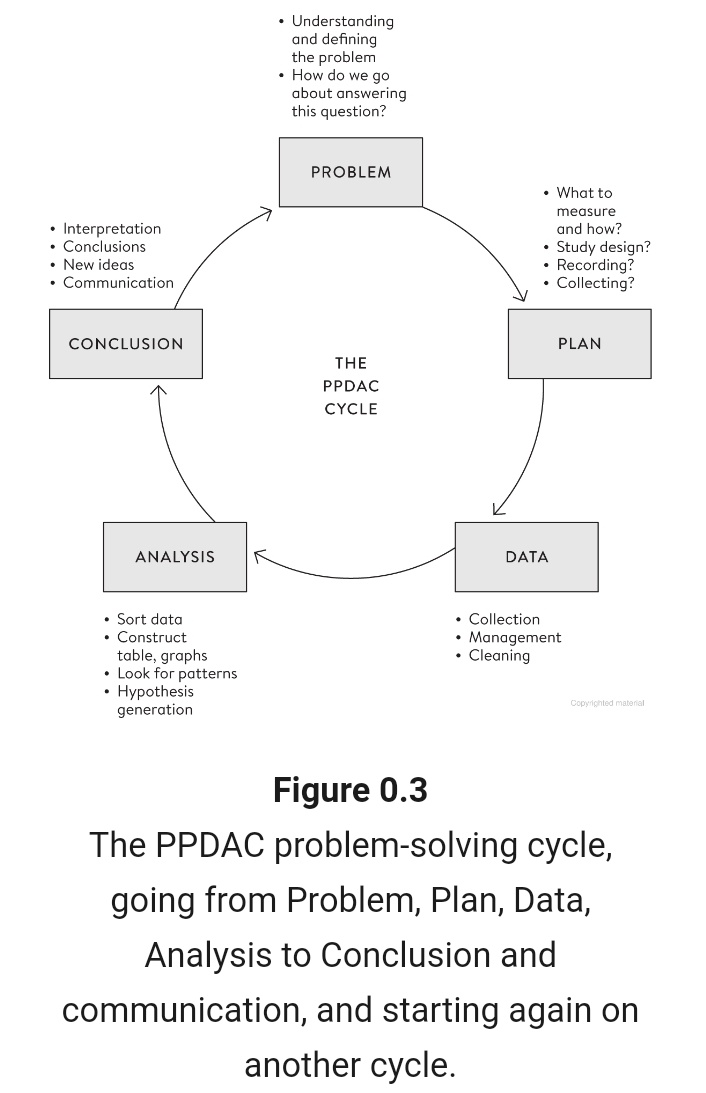 • Understanding
and defining
the problem
• How do we go
about answering
this question?
PROBLEM
• What to
measure
and how?
• Study design?
• Recording?
• Collecting?
PLAN
• Interpretation
• Conclusions
• New ideas
• Communication
CONCLUSION
THE
PPDAC
CYCLE
ANALYSIS
• Sort data
• Construct
table, graphs
• Look for patterns
• Hypothesis
generation
DATA
• Collection
• Management
• Cleaning
Copyrighted material
Figure 0.3
The PPDAC problem-solving cycle,
going from Problem, Plan, Data,
Analysis to Conclusion and
communication, and starting again on
another cycle.